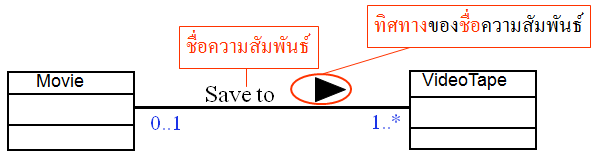 ทิศทางของชื่อความสัมพันธ์
ชื่อความสัมพันธ์
Movie
Save to
VideoTape
0..1
1..*